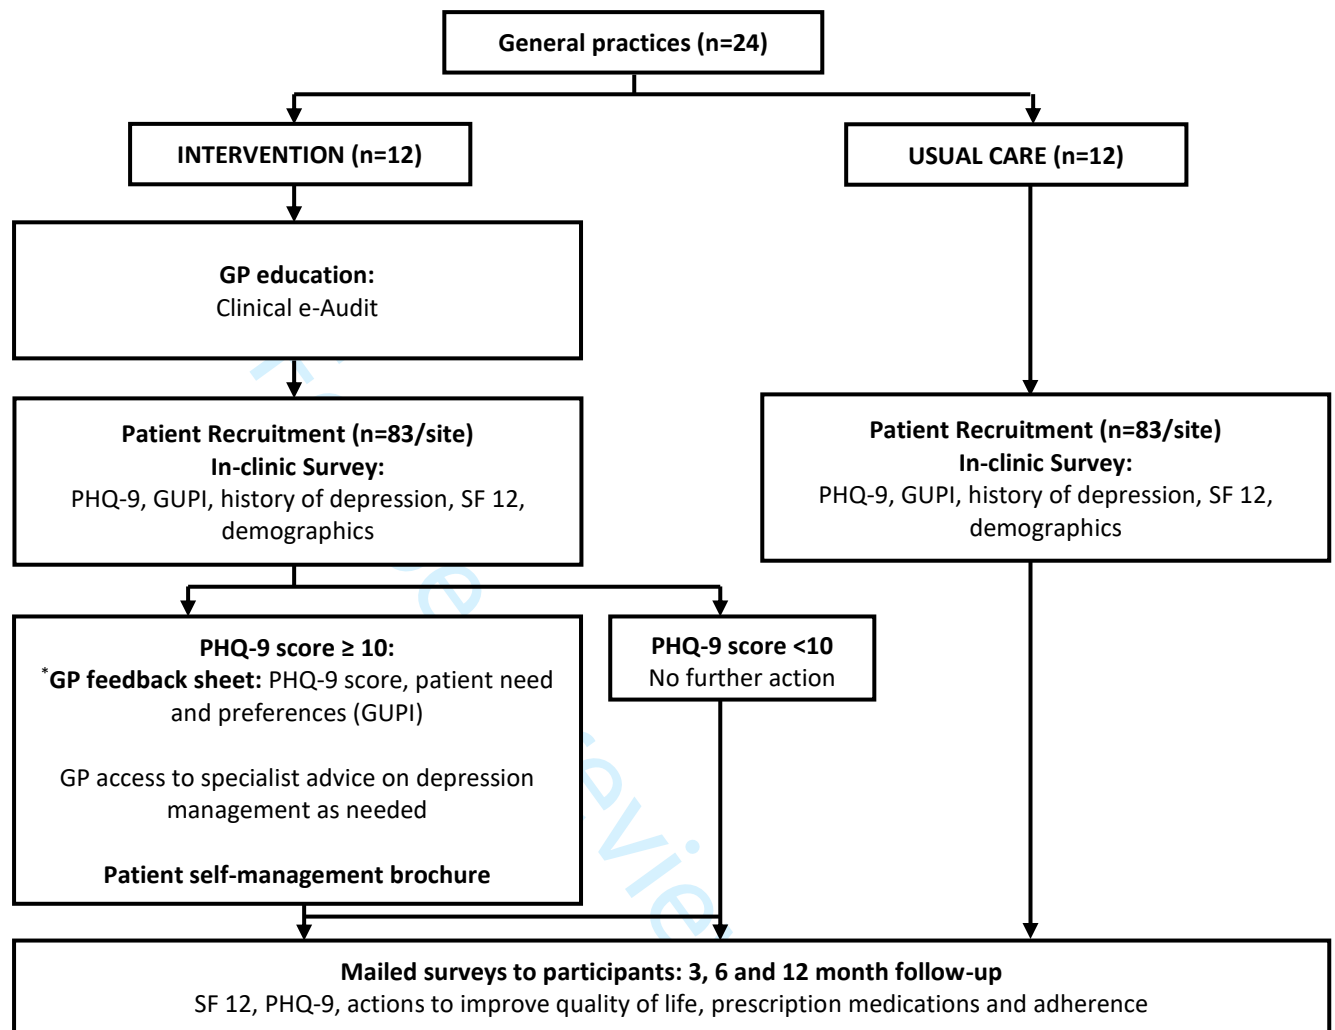 General practices (n=24)
INTERVENTION (n=12)
USUAL CARE (n=12)
GP education:
Clinical e-Audit
Patient Recruitment (n=83/site)
In-clinic Survey:
PHQ-9, GUPI, history of depression, SF 12,
demographics
Patient Recruitment (n=83/site)
In-clinic Survey:
PHQ-9, GUPI, history of depression, SF 12,
demographics
PHQ-9 score ≥ 10:
*GP feedback sheet: PHQ-9 score, patient need
and preferences (GUPI)
GP access to specialist advice on depression
management as needed
Patient self-management brochure
PHQ-9 score <10
No further action
Mailed surveys to participants: 3, 6 and 12 month follow-up
SF 12, PHQ-9, actions to improve quality of life, prescription medications and adherence